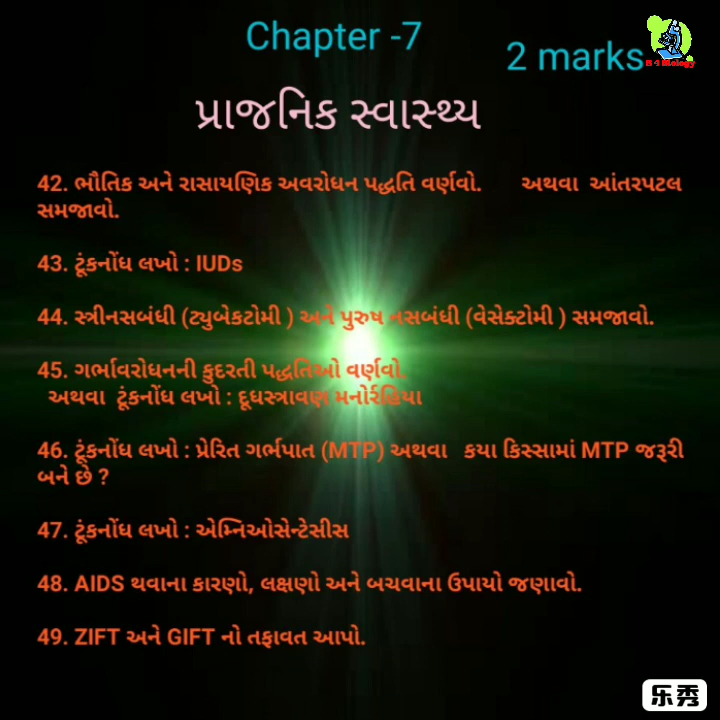 Chapter -7
2 marks
પ્રાજનિક સ્વાસ્થ્ય
42. ભૌતિક અને રાસાયણિક અવરોધન પદ્ધતિ વર્ણવો. અથવા આંતરપટલ
સમજાવો.
43. ટૂંકનોંધ લખો : IUDs
44. સ્ત્રીનસબંધી (ટ્યુબેકટોમી ) અને પુરુષ નસબંધી (વેસેક્ટોમી ) સમજાવો.
45. ગર્ભાવરોધનની કુદરતી પદ્ધતિઓ વર્ણવો.
અથવા ટૂંકનોંધ લખો : દૂધસ્ત્રાવણ
46. ટૂંકનોંધ લખો : પ્રેરિત ગર્ભપાત (MTP) અથવા કયા કિસ્સામાં MTP જરૂરી
બને છે ?
47. ટૂંકનોંધ લખો : એમ્નિઓસેન્ટેસીસ
48. AIDS થવાના કારણો, લક્ષણો અને બચવાના ઉપાયો જણાવો.
49. ZIFT અને GIFT નો તફાવત આપો.
乐秀